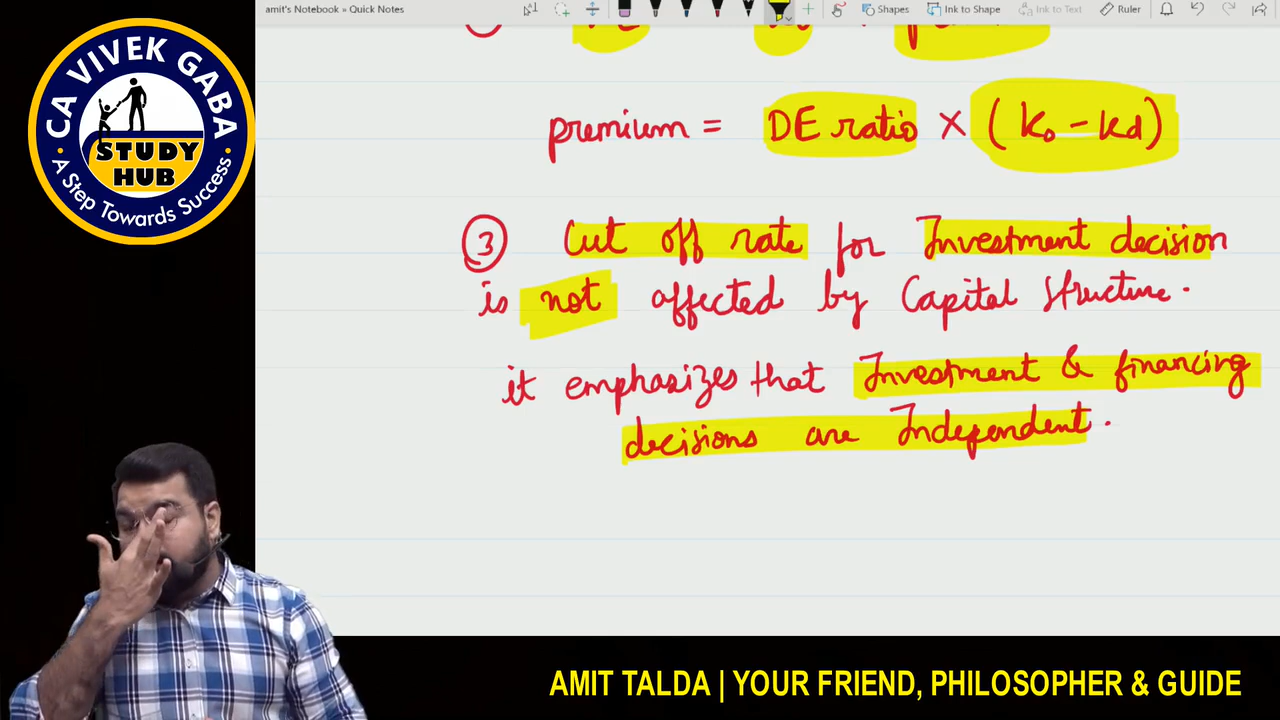 amit's Notebook » Quick Notes
Shapes Ink to Shape Ink to Text Ruler
premium = DE ratio × (ko - kd)
③ Cut off rate for Investment decision
is not affected by Capital Structure.
it emphasizes that Investment & financing
decisions are Independent.
CA VIVEK GABA
STUDY
HUB
• A Step Towards Success •
AMIT TALDA | YOUR FRIEND, PHILOSOPHER & GUIDE